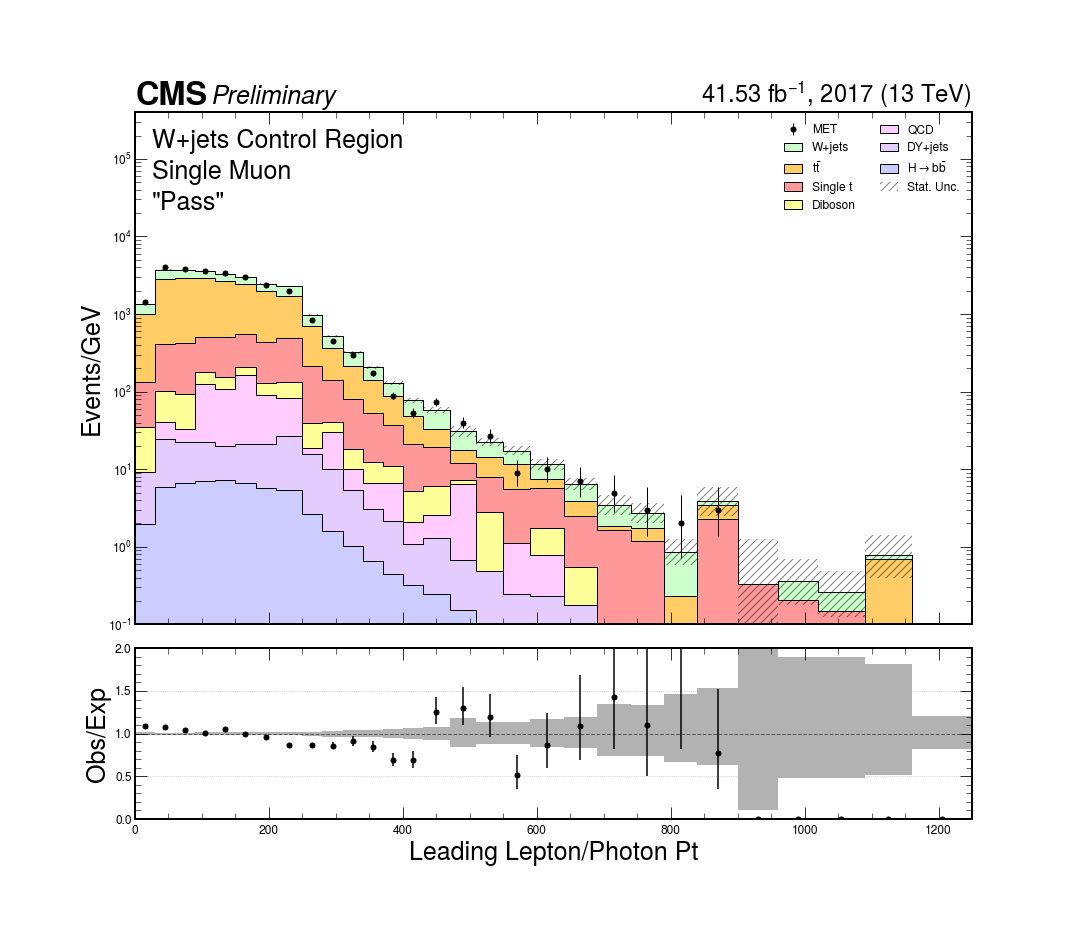 CMS Preliminary
41.53 fb⁻¹, 2017 (13 TeV)
W+jets Control Region
Single Muon
"Pass"
MET
W+jets
tt̄
Single t
Diboson
QCD
DY+jets
H→bb̄
Stat. Unc.
Events/GeV
10⁵
10⁴
10³
10²
10¹
10⁰
10⁻¹
Obs/Exp
2.0
1.5
1.0
0.5
0.0
0 200 400 600 800 1000 1200
Leading Lepton/Photon Pt